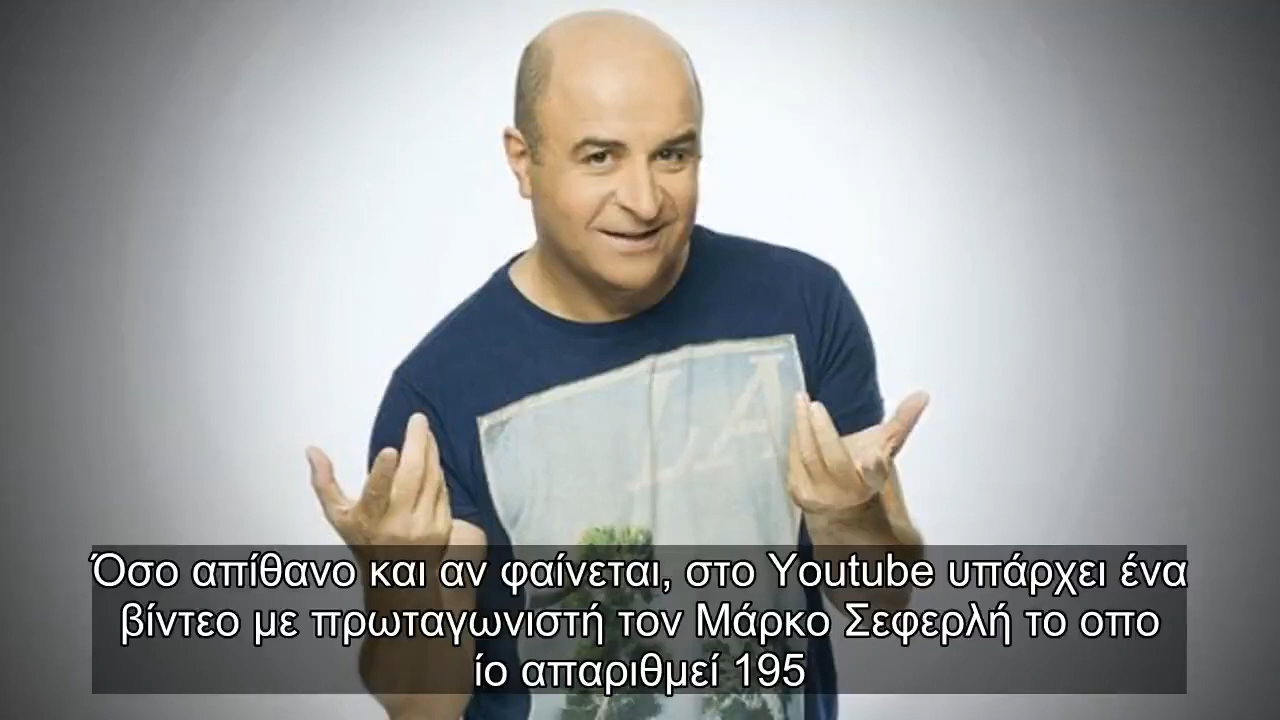 LA
Όσο απίθανο και αν φαίνεται, στο Youtube υπάρχει ένα
βίντεο με πρωταγωνιστή τον Μάρκο Σεφερλή το οπο
ίο απαριθμεί 195